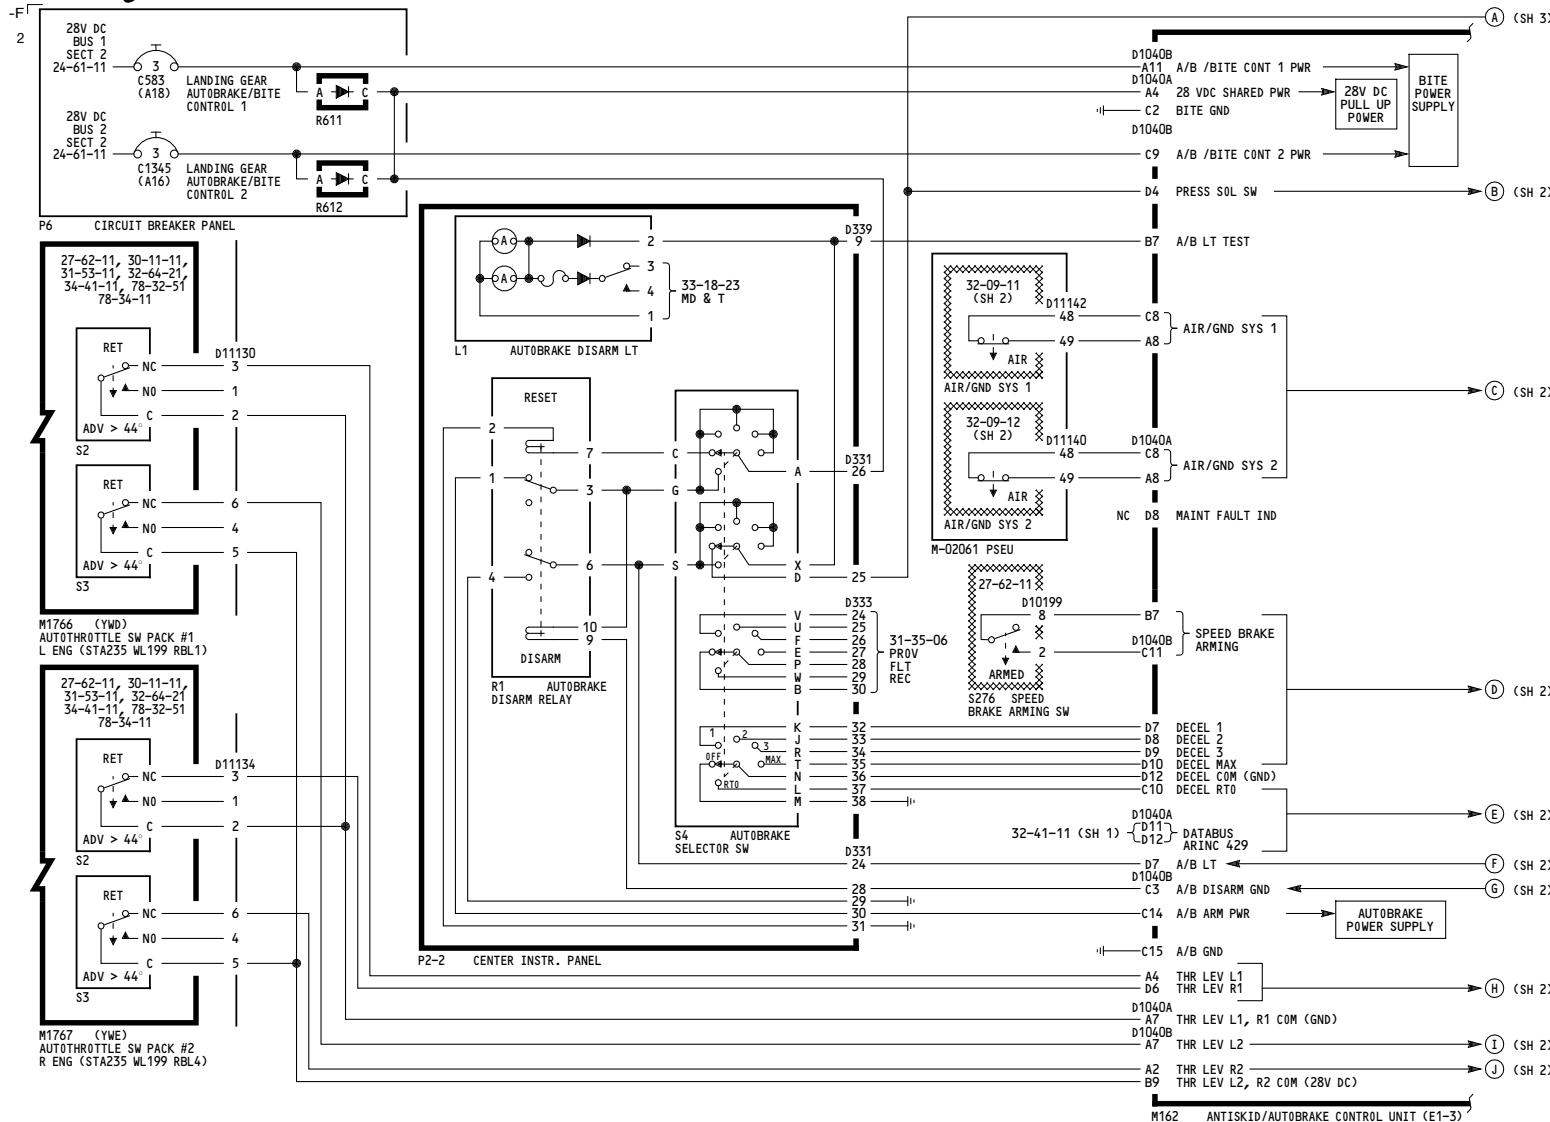 -F
2
28V DC
BUS 1
SECT 2
24-61-11
3
C583
(A18)
LANDING GEAR
AUTOBRAKE/BITE
CONTROL 1
A C
R611
28V DC
BUS 2
SECT 2
24-61-11
3
C1345
(A16)
LANDING GEAR
AUTOBRAKE/BITE
CONTROL 2
A C
R612
P6 CIRCUIT BREAKER PANEL
27-62-11, 30-11-11,
31-53-11, 32-64-21,
34-41-11, 78-32-51
78-34-11
RET
NC
NO
C
ADV > 44°
S2
D11130
3
1
2
RET
NC
NO
C
ADV > 44°
S3
6
4
5
M1766 (YWD)
AUTOTHROTTLE SW PACK #1
L ENG (STA235 WL199 RBL1)
27-62-11, 30-11-11,
31-53-11, 32-64-21
34-41-11, 78-32-51
78-34-11
RET
NC
NO
C
ADV > 44°
S2
D11134
3
1
2
RET
NC
NO
C
ADV > 44°
S3
6
4
5
M1767 (YWE)
AUTOTHROTTLE SW PACK #2
R ENG (STA235 WL199 RBL4)
A
A
2
3
4
1
33-18-23
MD & T
L1 AUTOBRAKE DISARM LT
D339
9
RESET
2
1
4
7
3
6
10
9
DISARM
R1 AUTOBRAKE
DISARM RELAY
C
G
S
A
X
D
V
U
F
E
P
W
B
K
J
R
T
N
L
M
1
2
3
OFF
MAX
RTO
S4 AUTOBRAKE
SELECTOR SW
D331
26
25
D333
24
25
26
27
28
29
30
31-35-06
PROV
FLT
REC
32
33
34
35
36
37
38
D331
24
28
29
30
31
P2-2 CENTER INSTR. PANEL
32-09-11
(SH 2)
D11142
48
49
AIR
AIR/GND SYS 1
32-09-12
(SH 2)
D11140
48
49
AIR
AIR/GND SYS 2
M-02061 PSEU
27-62-11
D10199
8
2
ARMED
S276 SPEED
BRAKE ARMING SW
D1040B
A11 A/B /BITE CONT 1 PWR
D1040A
A4 28 VDC SHARED PWR
C2 BITE GND
D1040B
C9 A/B /BITE CONT 2 PWR
28V DC
PULL UP
POWER
BITE
POWER
SUPPLY
D4 PRESS SOL SW
B7 A/B LT TEST
C8
A8
AIR/GND SYS 1
D1040A
C8
A8
AIR/GND SYS 2
NC D8 MAINT FAULT IND
B7
D1040B
C11
SPEED BRAKE
ARMING
D7 DECEL 1
D8 DECEL 2
D9 DECEL 3
D10 DECEL MAX
D12 DECEL COM (GND)
C10 DECEL RTO
D1040A
32-41-11 (SH 1) D11
D12
DATABUS
ARINC 429
D7 A/B LT
D1040B
C3 A/B DISARM GND
C14 A/B ARM PWR
AUTOBRAKE
POWER SUPPLY
C15 A/B GND
A4 THR LEV L1
D6 THR LEV R1
D1040A
A7 THR LEV L1, R1 COM (GND)
D1040B
A7 THR LEV L2
A2 THR LEV R2
B9 THR LEV L2, R2 COM (28V DC)
M162 ANTISKID/AUTOBRAKE CONTROL UNIT (E1-3)
A (SH 3)
B (SH 2)
C (SH 2)
D (SH 2)
E (SH 2)
F (SH 2)
G (SH 2)
H (SH 2)
I (SH 2)
J (SH 2)